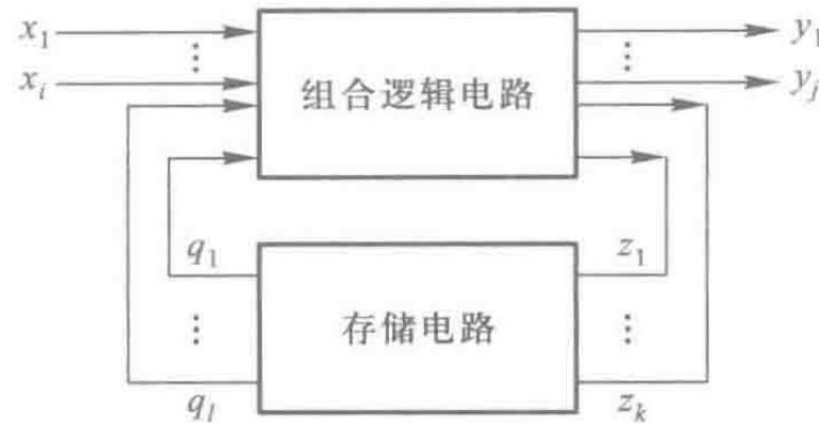 x₁ ⋮ y₁
⋮
xᵢ 组合逻辑电路 yⱼ
q₁ z₁
⋮ 存储电路 ⋮
qₗ zₖ